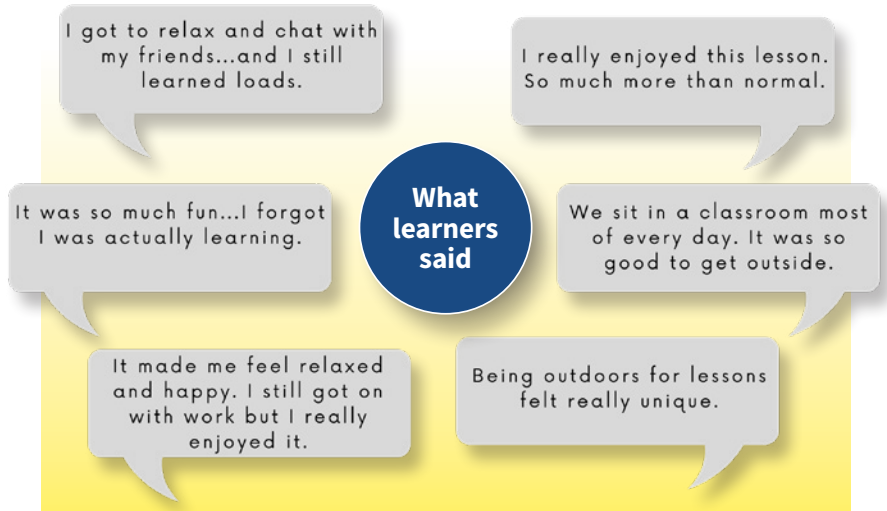 I got to relax and chat with
my friends...and I still
learned loads.
I really enjoyed this lesson.
So much more than normal.
What
learners
said
It was so much fun...I forgot
I was actually learning.
We sit in a classroom most
of every day. It was so
good to get outside.
It made me feel relaxed
and happy. I still got on
with work but I really
enjoyed it.
Being outdoors for lessons
felt really unique.